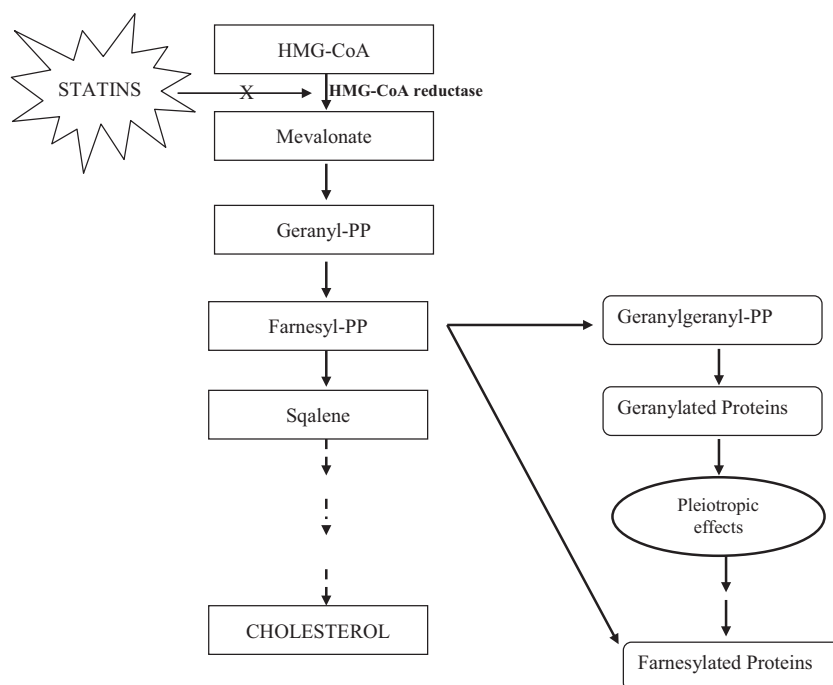 HMG-CoA
STATINS
X
HMG-CoA reductase
Mevalonate
Geranyl-PP
Farnesyl-PP
Geranylgeranyl-PP
Sqalene
Geranylated Proteins
Pleiotropic
effects
CHOLESTEROL
Farnesylated Proteins